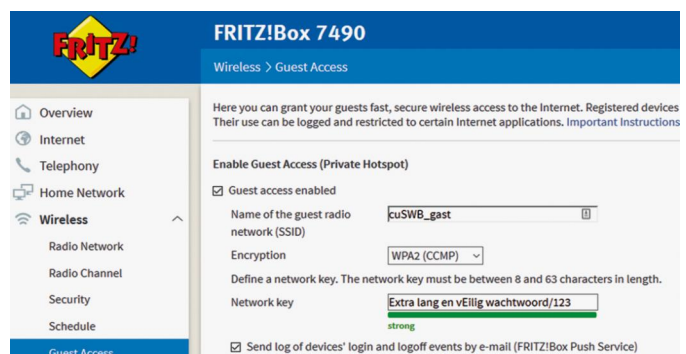 FRITZ!
FRITZ!Box 7490
Wireless > Guest Access
Overview
Internet
Telephony
Home Network
Wireless
Radio Network
Radio Channel
Security
Schedule
Guest Access
Here you can grant your guests fast, secure wireless access to the Internet. Registered devices
Their use can be logged and restricted to certain Internet applications. Important Instructions
Enable Guest Access (Private Hotspot)
Guest access enabled
Name of the guest radio
network (SSID)
cuSWB_gast
Encryption
WPA2 (CCMP)
Define a network key. The network key must be between 8 and 63 characters in length.
Network key
Extra lang en vEilig wachtwoord/123
strong
Send log of devices' login and logoff events by e-mail (FRITZ!Box Push Service)